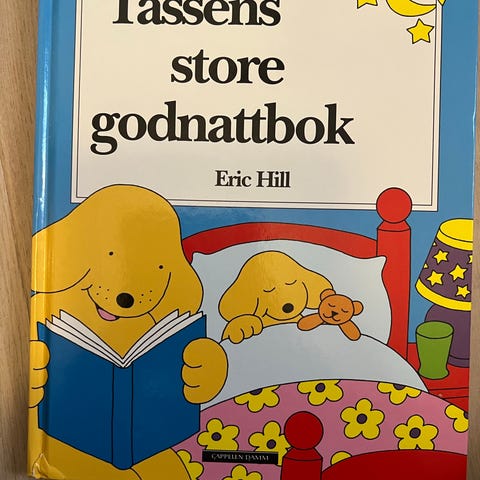 Tassens
store
godnattbok
Eric Hill
CAPPELEN DAMM